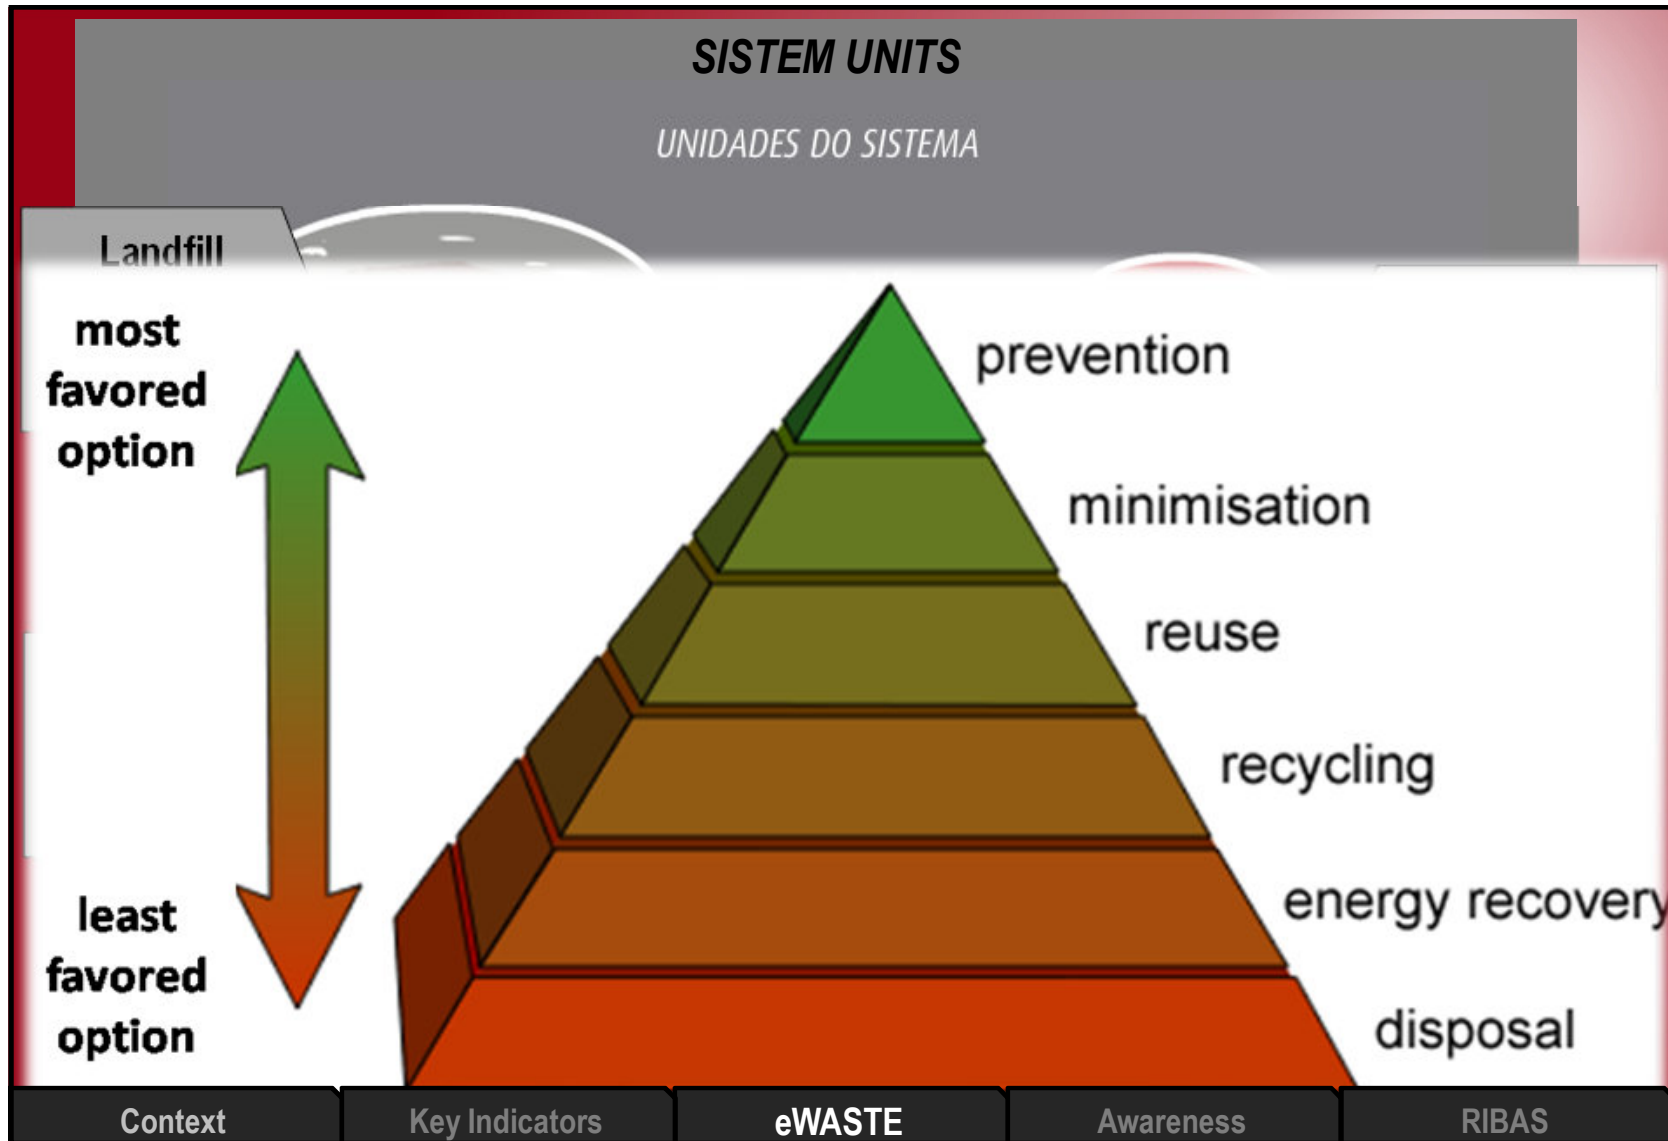 SISTEM UNITS
UNIDADES DO SISTEMA
Landfill
most
favored
option
prevention
minimisation
reuse
recycling
energy recovery
least
favored
option
disposal
Context
Key Indicators
eWASTE
Awareness
RIBAS